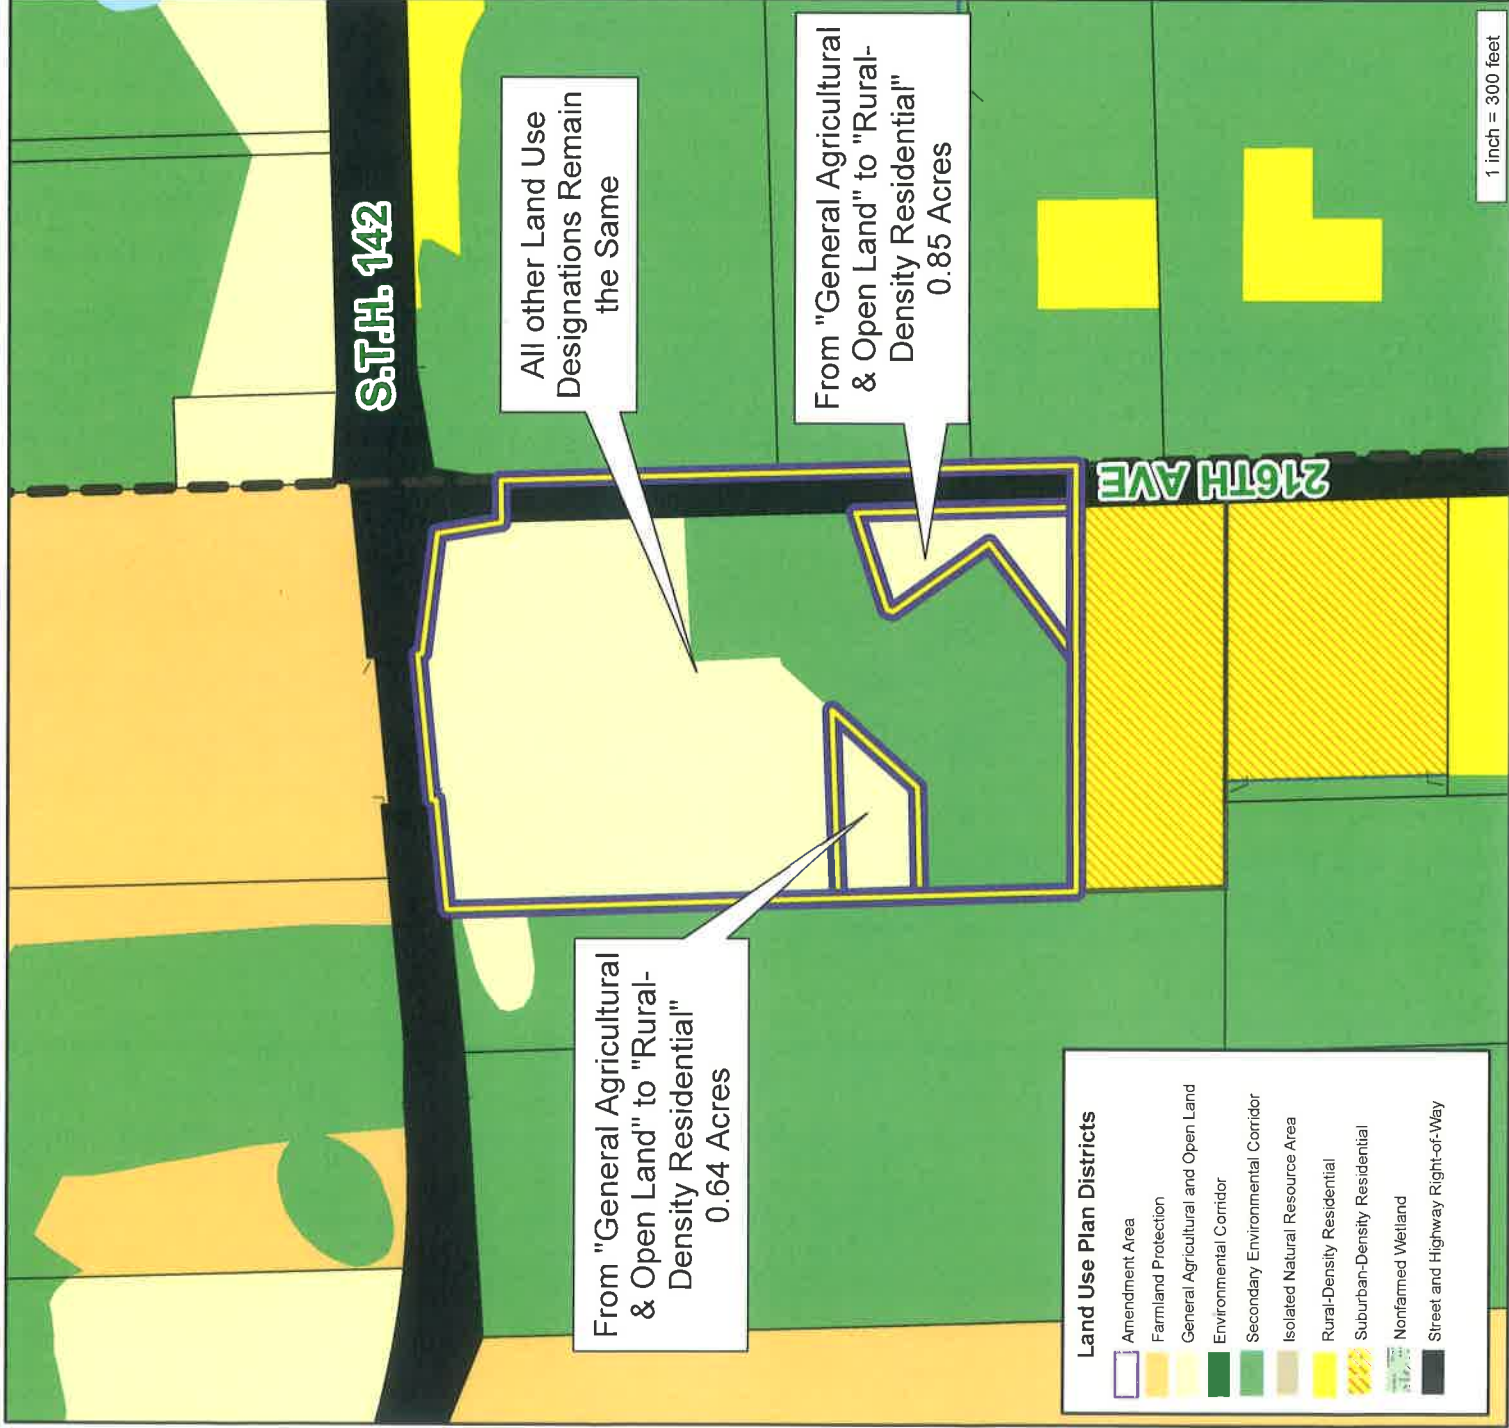 S.T.H. 142
All other Land Use
Designations Remain
the Same
From "General Agricultural
& Open Land" to "Rural-
Density Residential"
0.85 Acres
216TH AVE
From "General Agricultural
& Open Land" to "Rural-
Density Residential"
0.64 Acres
Land Use Plan Districts
Amendment Area
Farmland Protection
General Agricultural and Open Land
Environmental Corridor
Secondary Environmental Corridor
Isolated Natural Resource Area
Rural-Density Residential
Suburban-Density Residential
Nonfarmed Wetland
Street and Highway Right-of-Way
1 inch = 300 feet